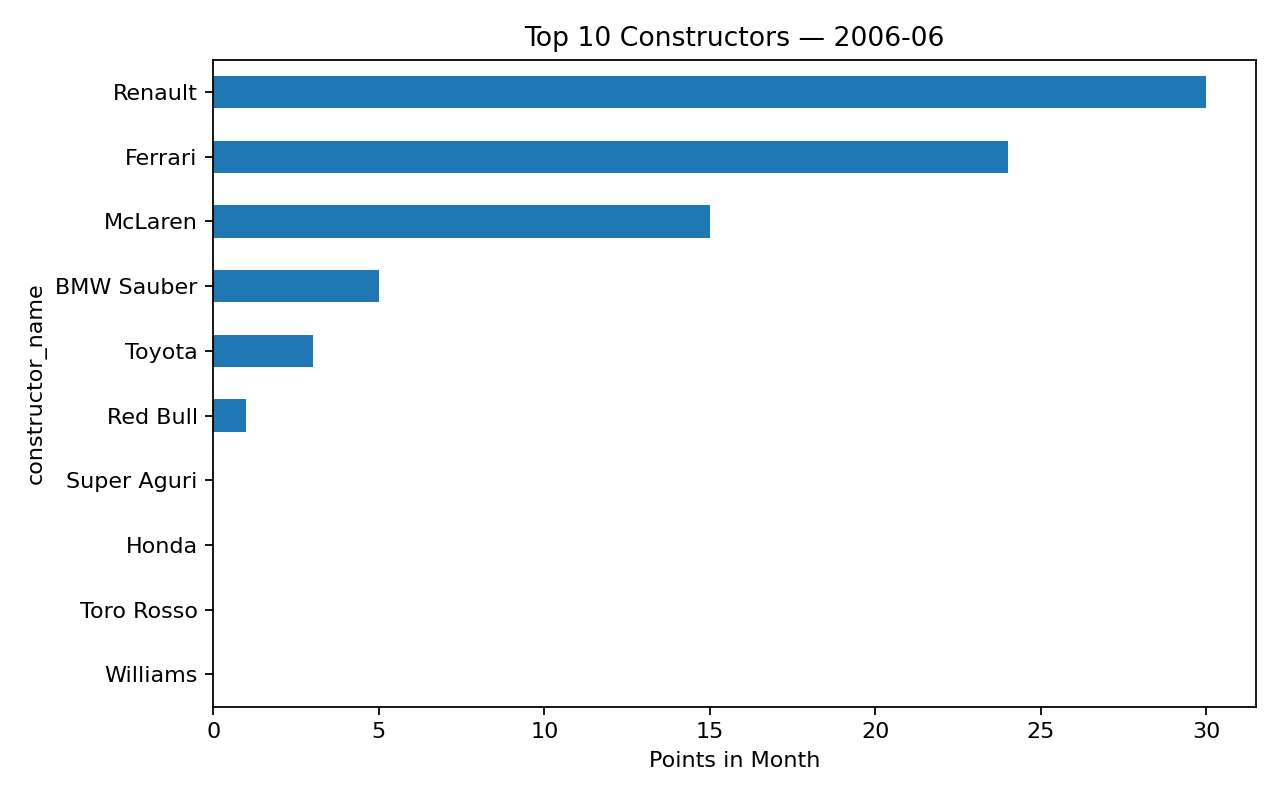 Top 10 Constructors — 2006-06
constructor_name
Renault
Ferrari
McLaren
BMW Sauber
Toyota
Red Bull
Super Aguri
Honda
Toro Rosso
Williams
0 5 10 15 20 25 30
Points in Month